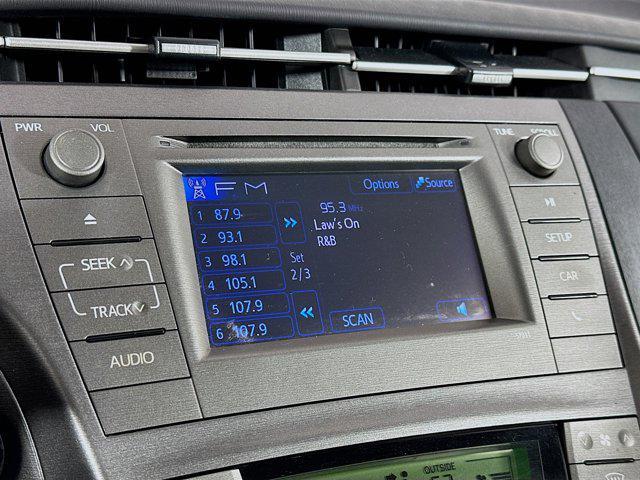 PWR VOL
TUNE SCROLL
FM
Options
Source
1 87.9
2 93.1
3 98.1
4 105.1
5 107.9
6 107.9
95.3 MHz
Law's On
R&B
Set
2/3
SCAN
SEEK
TRACK
AUDIO
SETUP
CAR
OUTSIDE